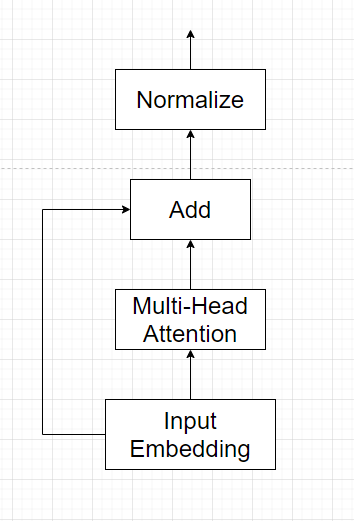 Normalize
Add
Multi-Head
Attention
Input
Embedding